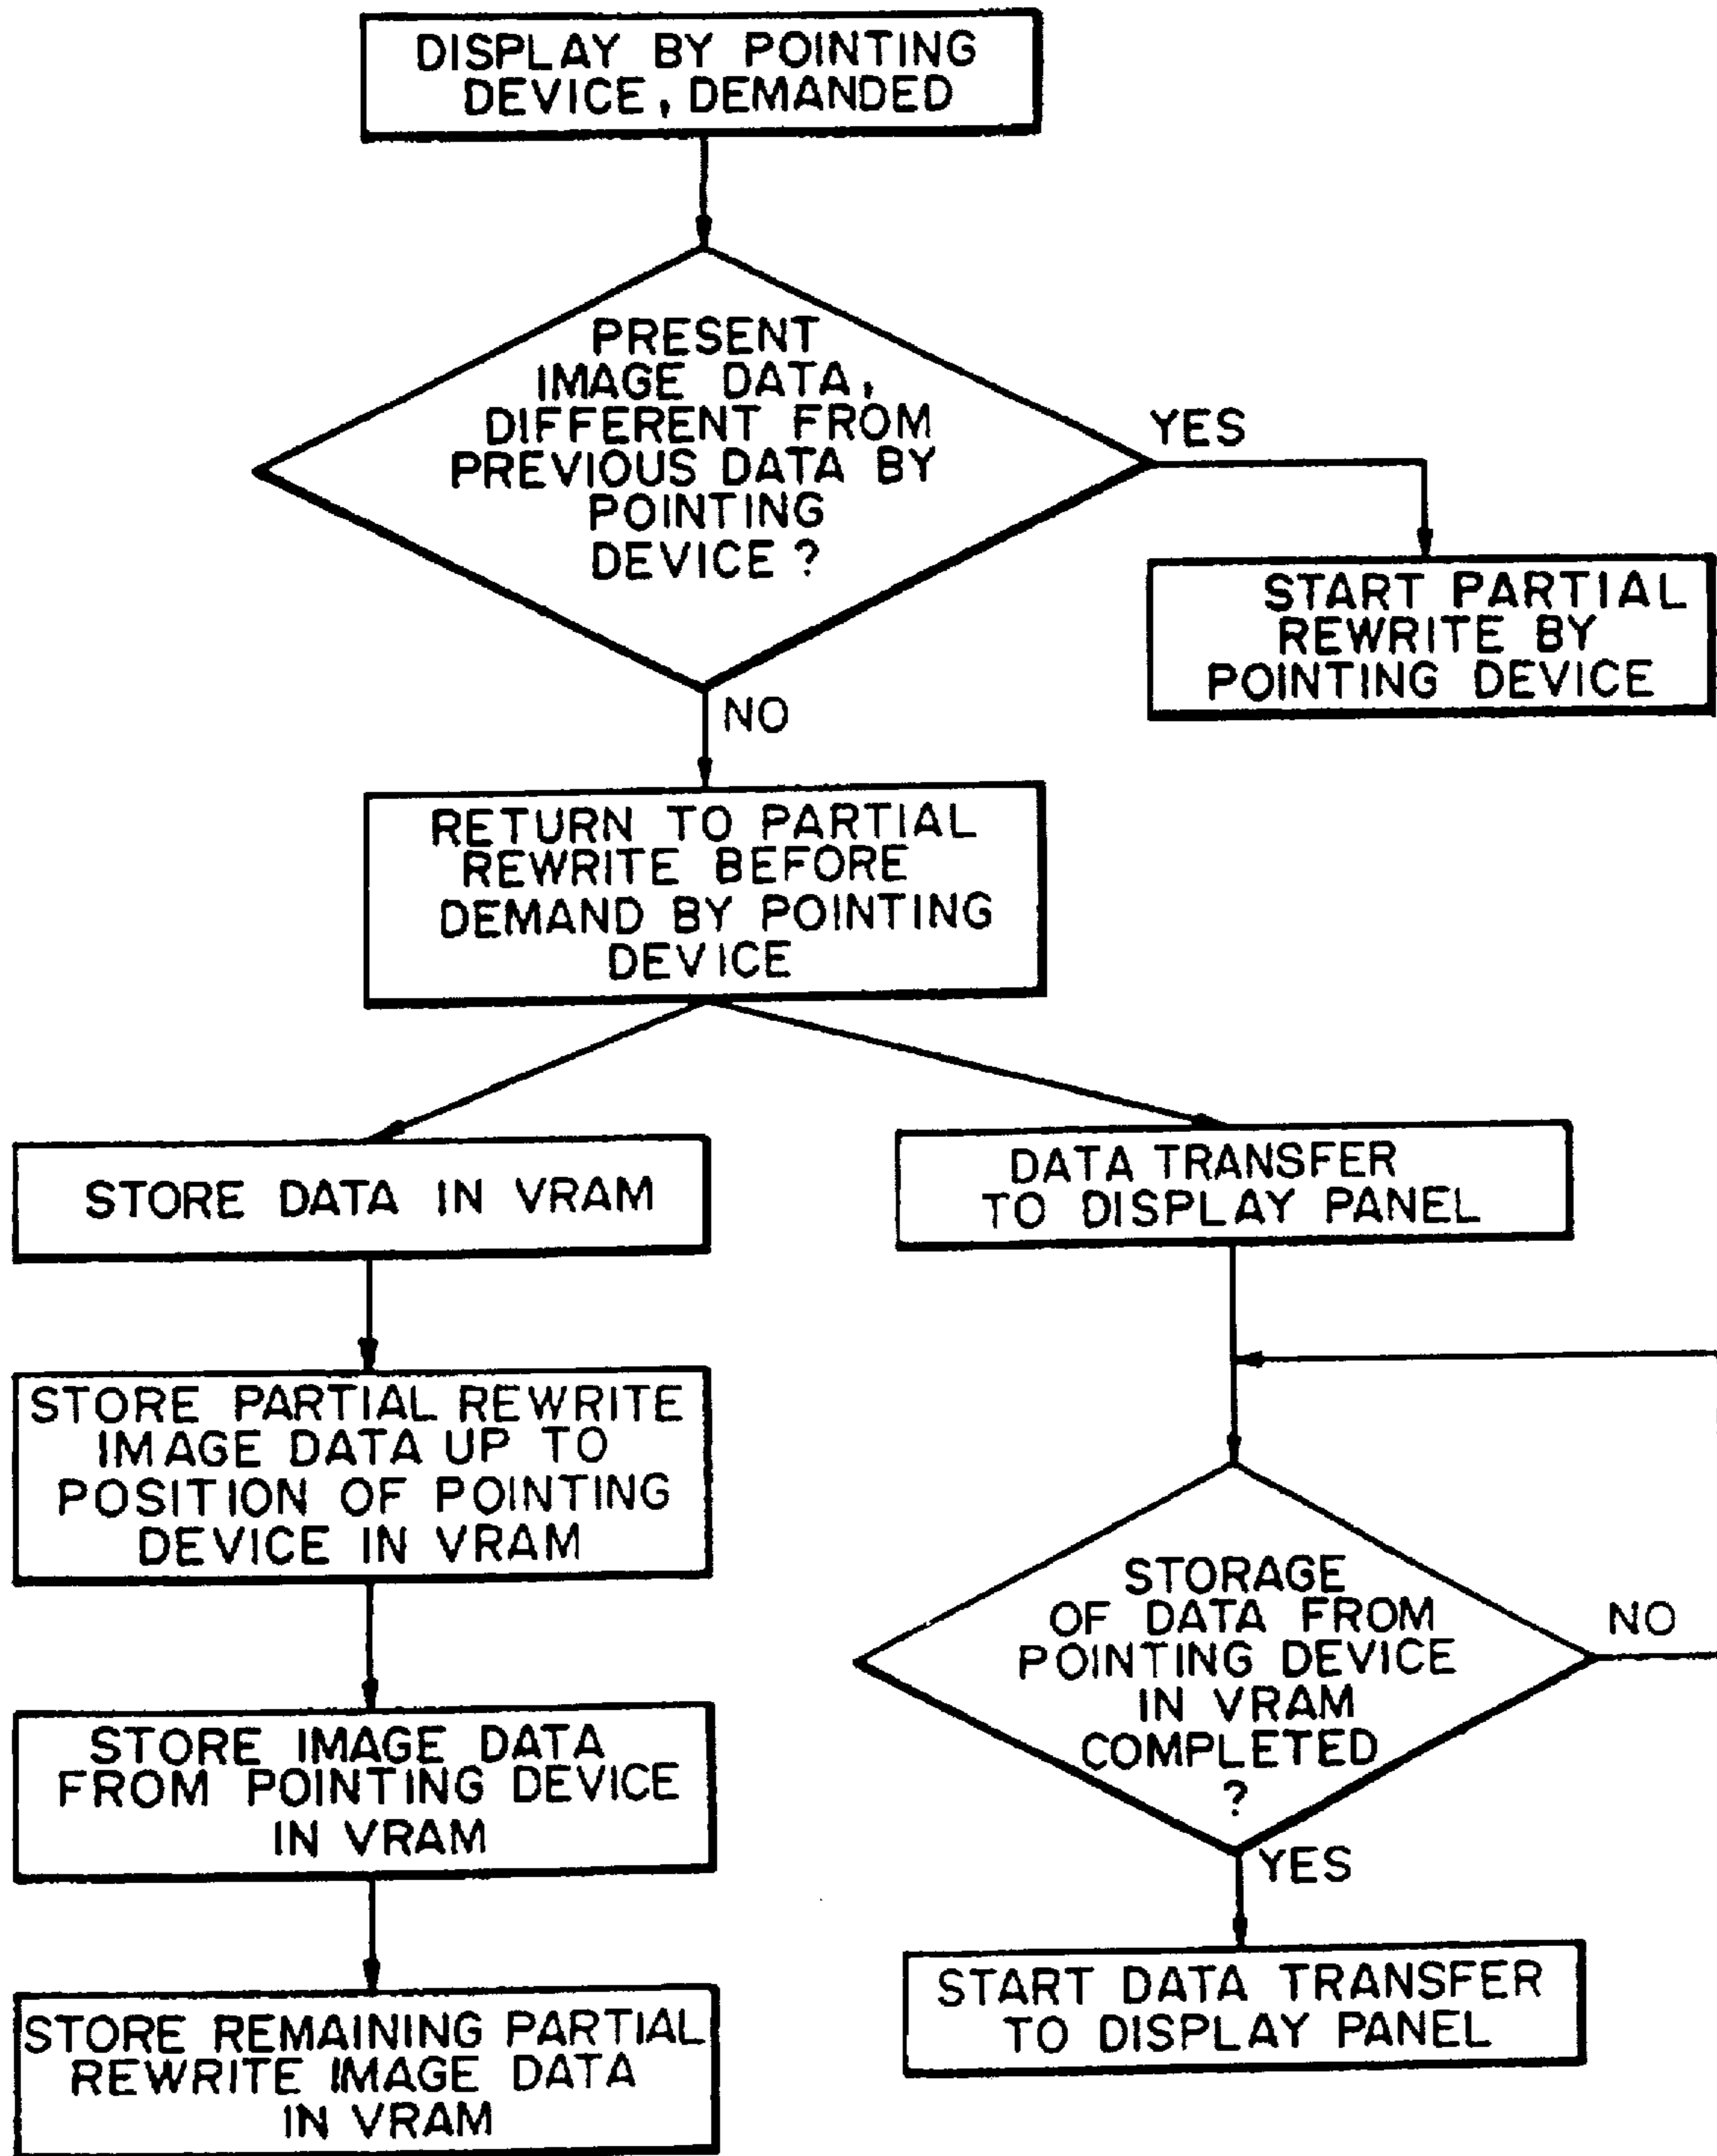 DISPLAY BY POINTING
DEVICE, DEMANDED
PRESENT
IMAGE DATA,
DIFFERENT FROM
PREVIOUS DATA BY
POINTING
DEVICE?
YES
START PARTIAL
REWRITE BY
POINTING DEVICE
NO
RETURN TO PARTIAL
REWRITE BEFORE
DEMAND BY POINTING
DEVICE
STORE DATA IN VRAM
STORE PARTIAL REWRITE
IMAGE DATA UP TO
POSITION OF POINTING
DEVICE IN VRAM
STORE IMAGE DATA
FROM POINTING DEVICE
IN VRAM
STORE REMAINING PARTIAL
REWRITE IMAGE DATA
IN VRAM
DATA TRANSFER
TO DISPLAY PANEL
STORAGE
OF DATA FROM
POINTING DEVICE
IN VRAM
COMPLETED
?
NO
YES
START DATA TRANSFER
TO DISPLAY PANEL